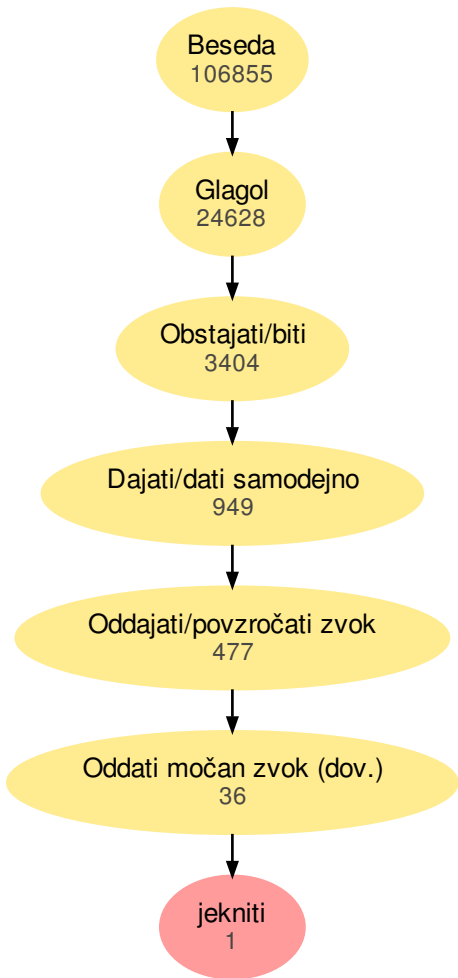 Beseda
106855
Glagol
24628
Obstajati/biti
3404
Dajati/dati samodejno
949
Oddajati/povzročati zvok
477
Oddati močan zvok (dov.)
36
jekniti
1